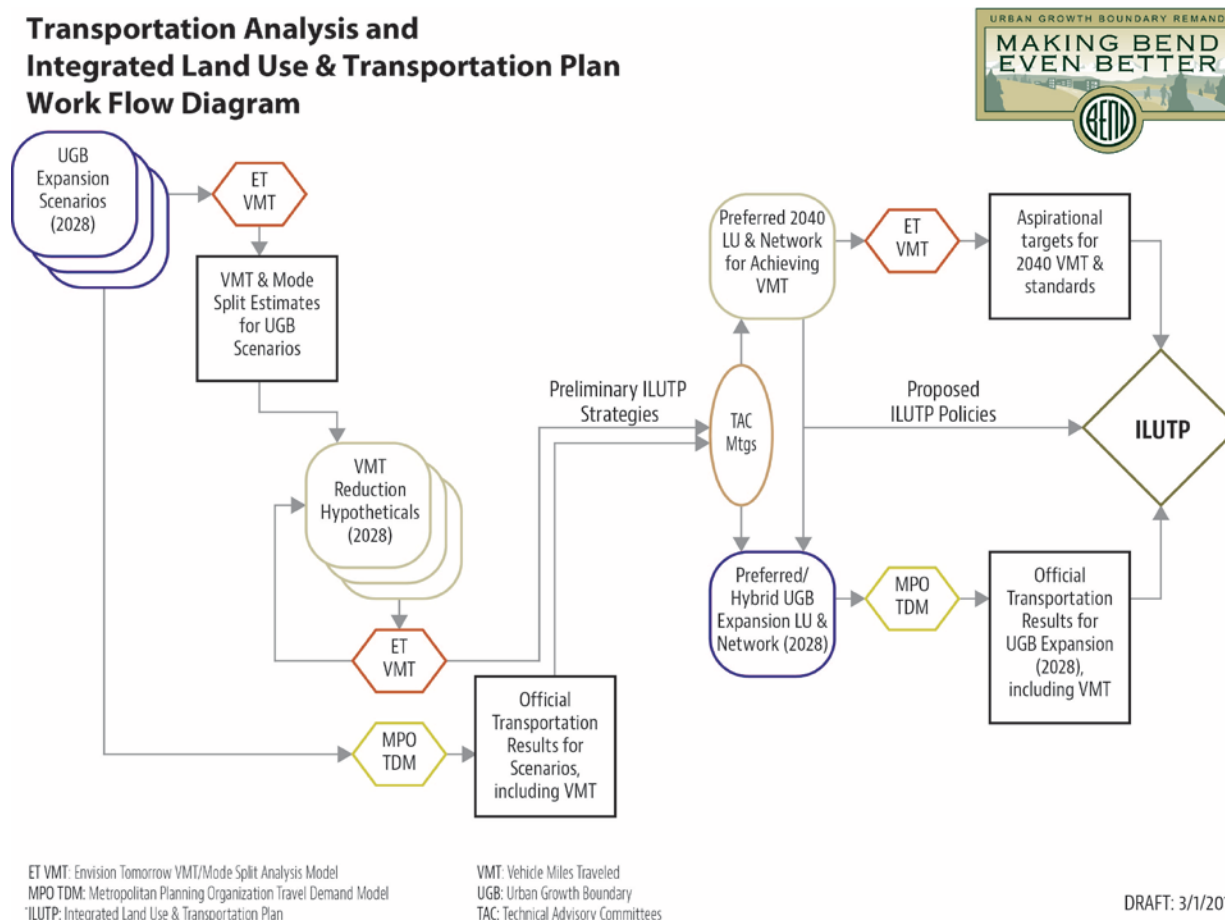 Transportation Analysis and
Integrated Land Use & Transportation Plan
Work Flow Diagram
URBAN GROWTH BOUNDARY REMAND
MAKING BEND
EVEN BETTER
BEND
UGB
Expansion
Scenarios
(2028)
ET
VMT
VMT & Mode
Split Estimates
for UGB
Scenarios
VMT
Reduction
Hypotheticals
(2028)
ET
VMT
MPO
TDM
Official
Transportation
Results for
Scenarios,
including VMT
Preliminary ILUTP
Strategies
TAC
Mtgs
Preferred 2040
LU & Network
for Achieving
VMT
ET
VMT
Aspirational
targets for
2040 VMT &
standards
Proposed
ILUTP Policies
ILUTP
Preferred/
Hybrid UGB
Expansion LU &
Network (2028)
MPO
TDM
Official
Transportation
Results for
UGB Expansion
(2028),
including VMT
ET VMT: Envision Tomorrow VMT/Mode Split Analysis Model
MPO TDM: Metropolitan Planning Organization Travel Demand Model
*ILUTP: Integrated Land Use & Transportation Plan
VMT: Vehicle Miles Traveled
UGB: Urban Growth Boundary
TAC: Technical Advisory Committees
DRAFT: 3/1/20